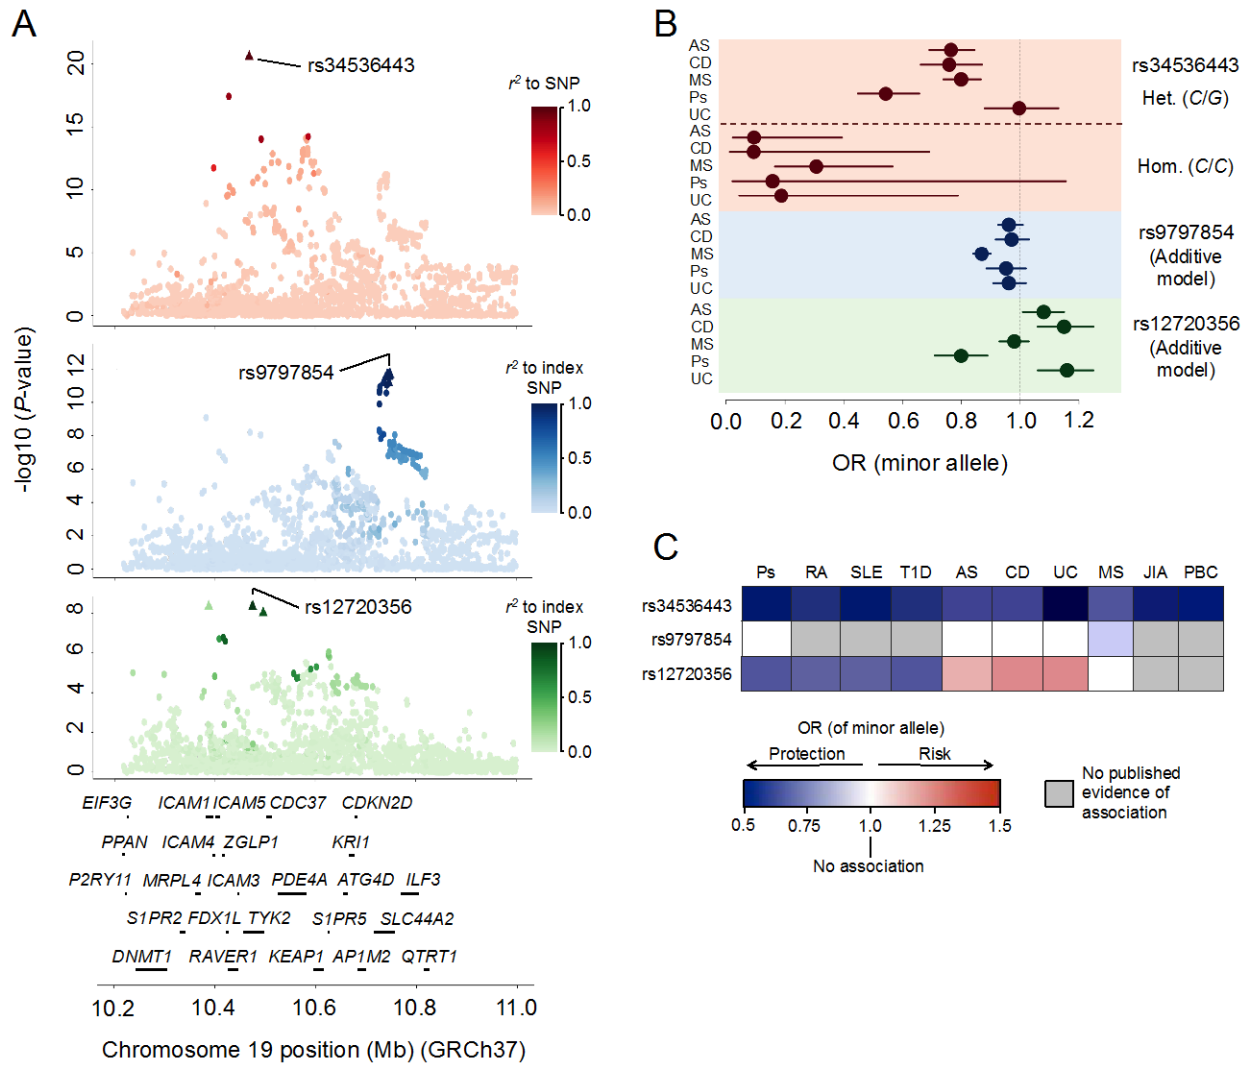 A
20
15
10
5
0
rs34536443
r² to SNP
1.0
0.5
0.0
-log10 (P-value)
12
10
8
6
4
2
0
rs9797854
r² to index
SNP
1.0
0.5
0.0
8
6
4
2
0
rs12720356
r² to index
SNP
1.0
0.5
0.0
EIF3G ICAM1 ICAM5 CDC37 CDKN2D
PPAN ICAM4 ZGLP1 KRI1
P2RY11 MRPL4 ICAM3 PDE4A ATG4D ILF3
S1PR2 FDX1L TYK2 S1PR5 SLC44A2
DNMT1 RAVER1 KEAP1 AP1M2 QTRT1
10.2 10.4 10.6 10.8 11.0
Chromosome 19 position (Mb) (GRCh37)
B
AS
CD
MS
Ps
UC
rs34536443
Het. (C/G)
AS
CD
MS
Ps
UC
Hom. (C/C)
AS
CD
MS
Ps
UC
rs9797854
(Additive
model)
AS
CD
MS
Ps
UC
rs12720356
(Additive
model)
0.0 0.2 0.4 0.6 0.8 1.0 1.2
OR (minor allele)
C
Ps RA SLE T1D AS CD UC MS JIA PBC
rs34536443
rs9797854
rs12720356
OR (of minor allele)
Protection Risk
0.5 0.75 1.0 1.25 1.5
No association
No published
evidence of
association